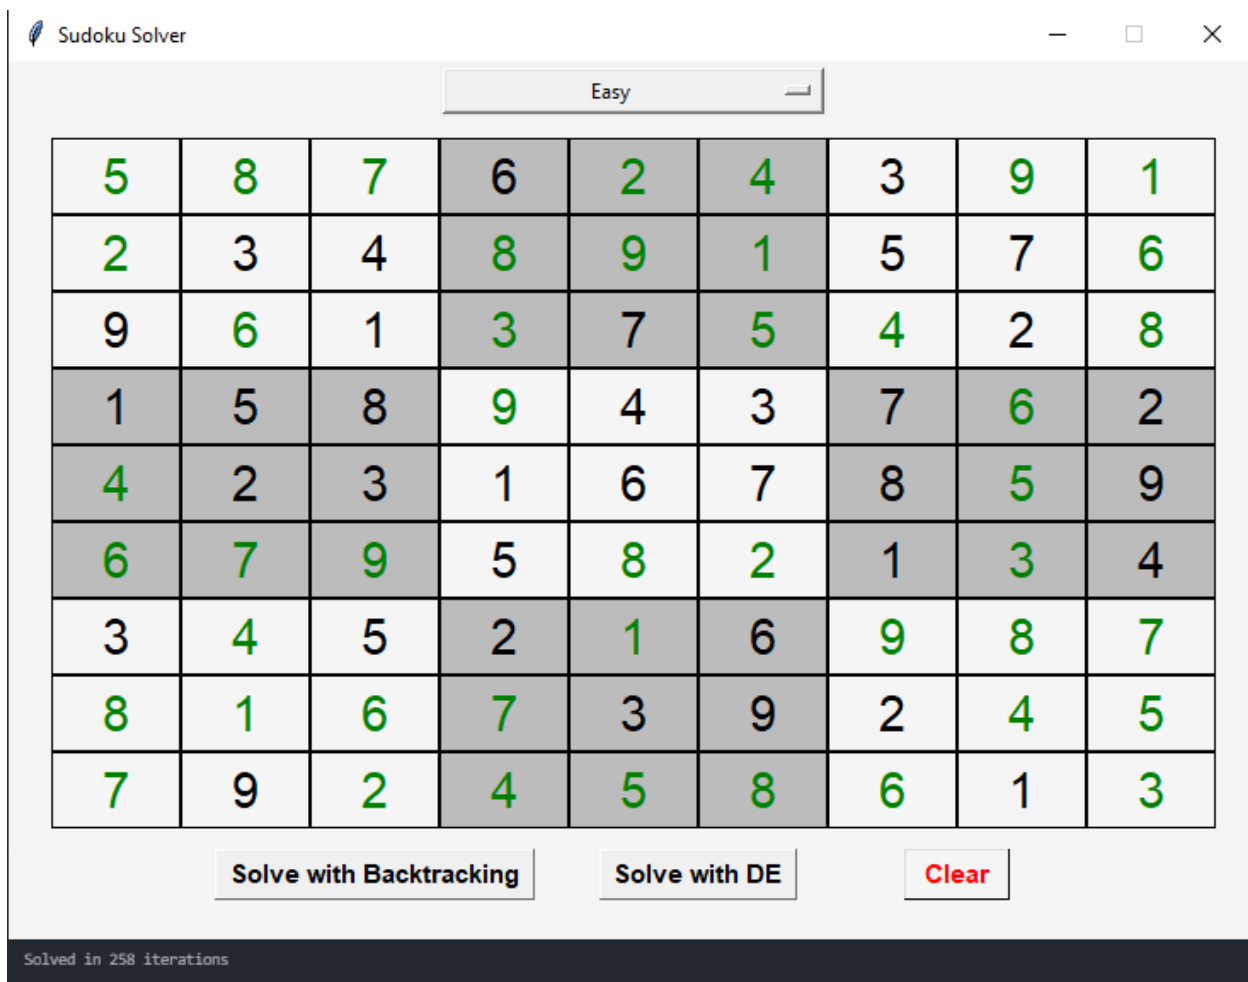 Sudoku Solver
Easy
5 8 7 6 2 4 3 9 1
2 3 4 8 9 1 5 7 6
9 6 1 3 7 5 4 2 8
1 5 8 9 4 3 7 6 2
4 2 3 1 6 7 8 5 9
6 7 9 5 8 2 1 3 4
3 4 5 2 1 6 9 8 7
8 1 6 7 3 9 2 4 5
7 9 2 4 5 8 6 1 3
Solve with Backtracking Solve with DE Clear
Solved in 258 iterations